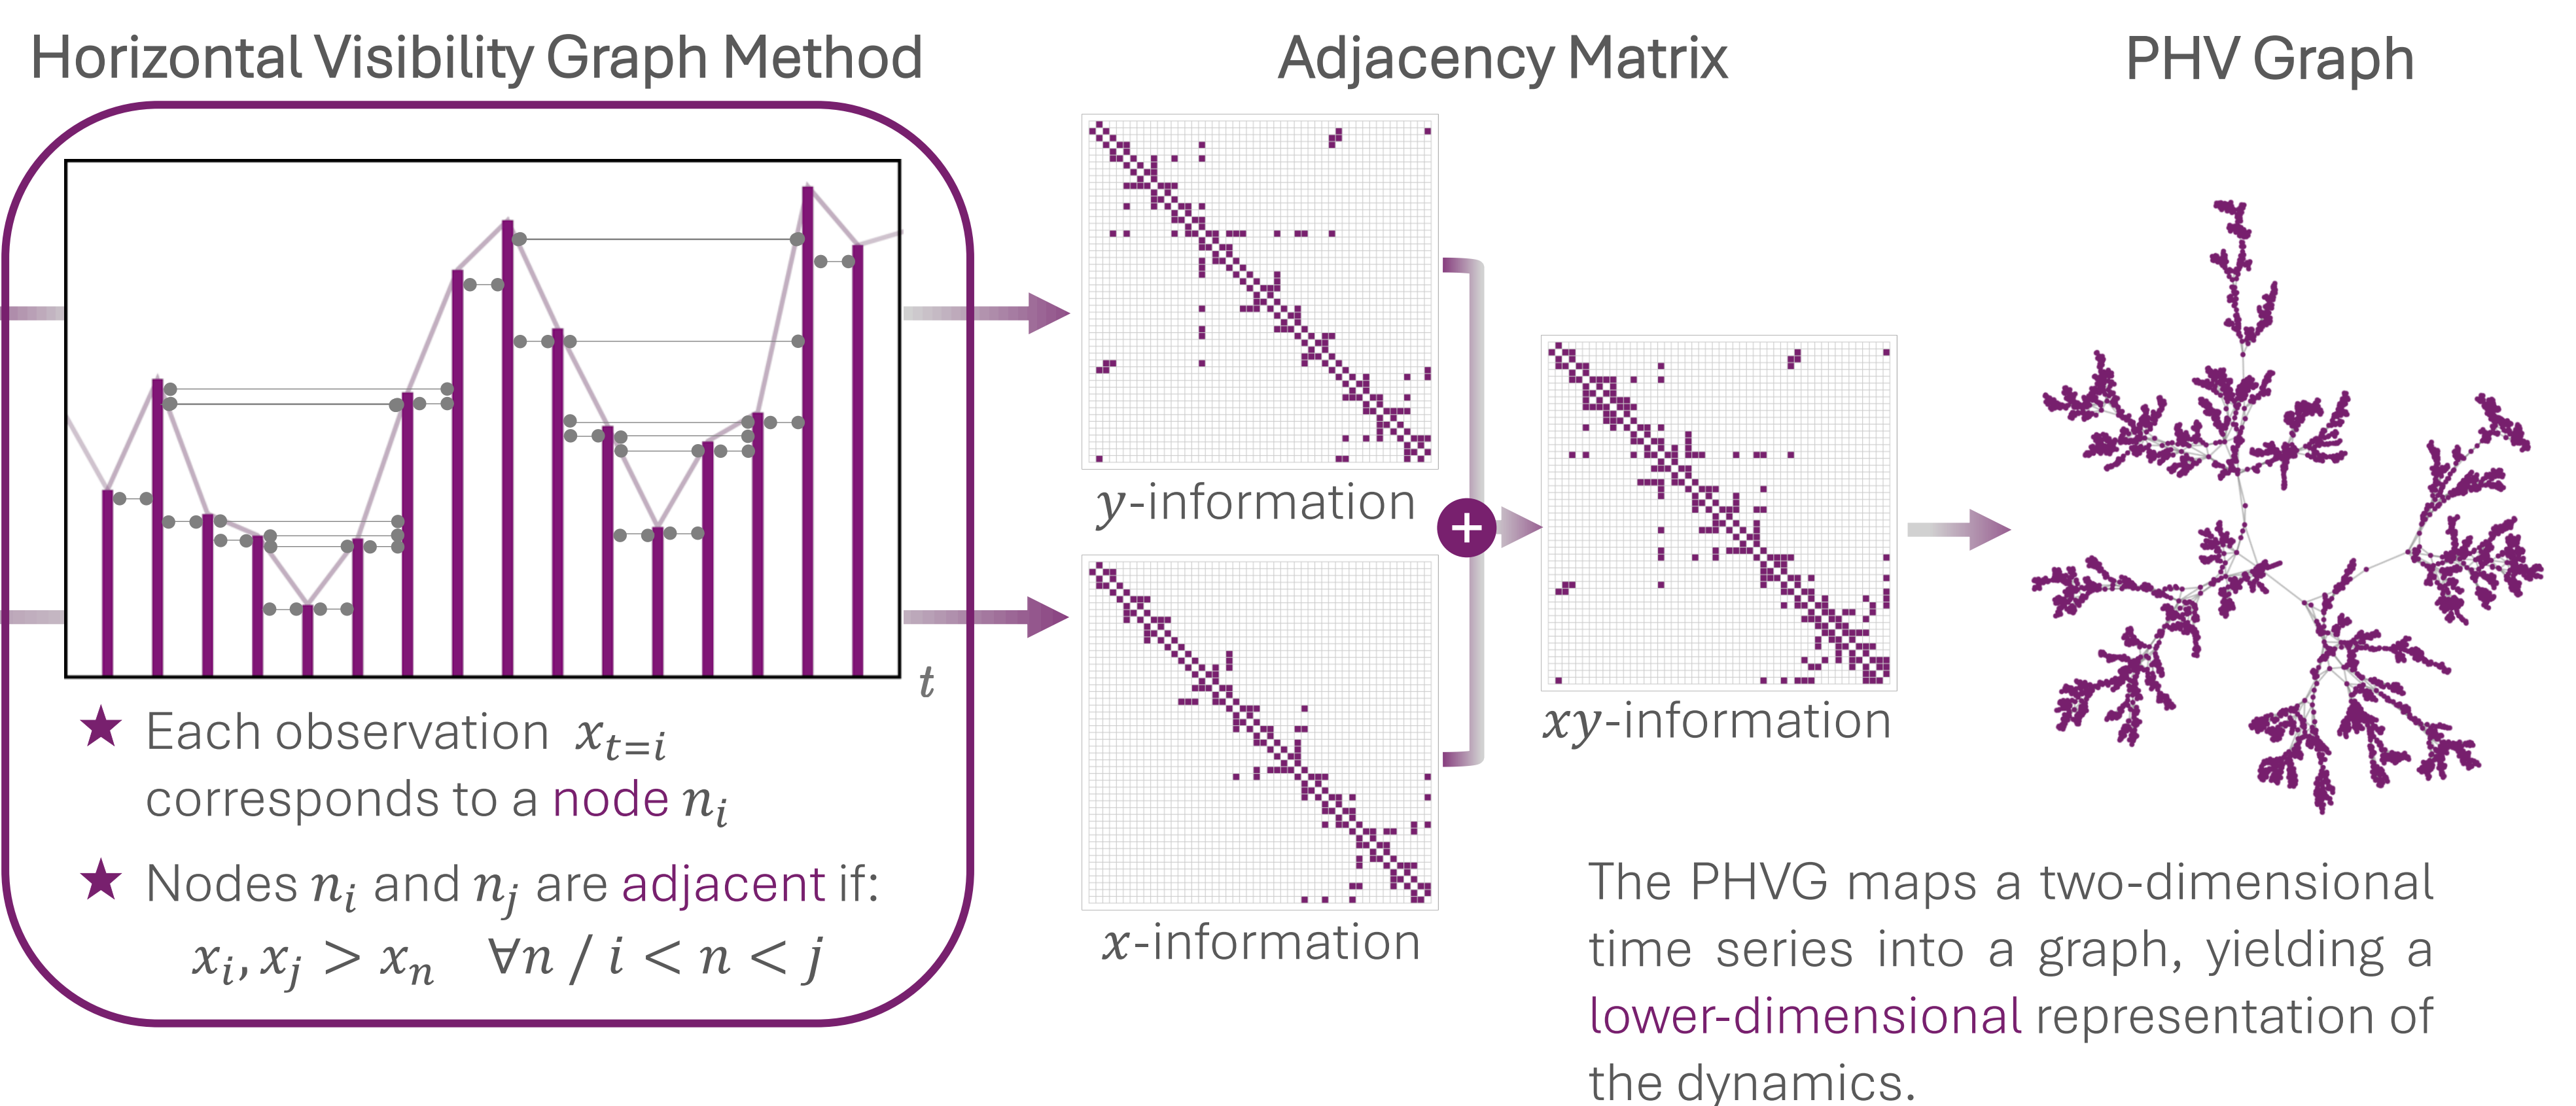 Horizontal Visibility Graph Method
t
★ Each observation x_{t=i}
corresponds to a node n_i
★ Nodes n_i and n_j are adjacent if:
x_i, x_j > x_n ∀n / i < n < j
Adjacency Matrix
y-information
+
x-information
xy-information
PHV Graph
The PHVG maps a two-dimensional
time series into a graph, yielding a
lower-dimensional representation of
the dynamics.